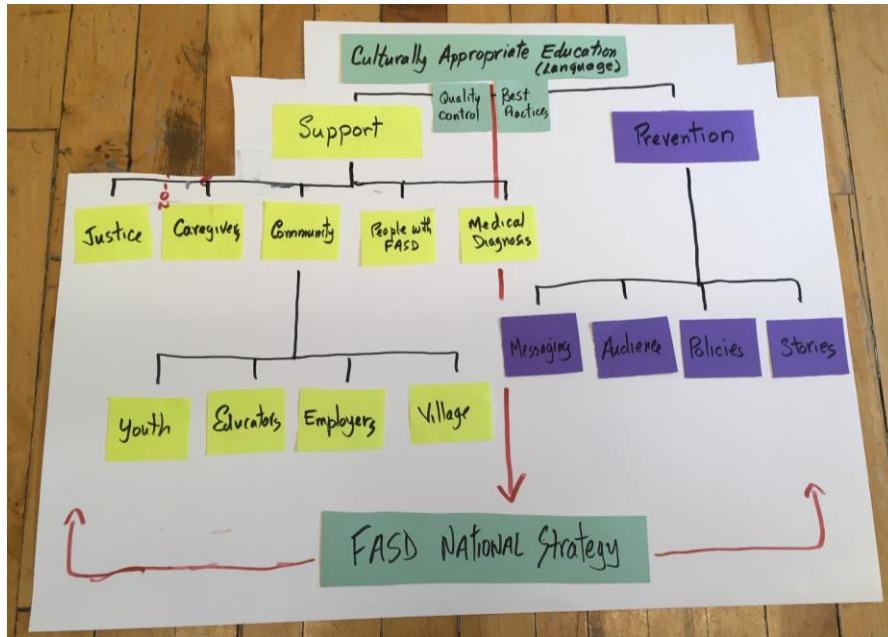 Culturally Appropriate Education
(Language)
Quality
control
Best
Practices
Support
Prevention
Justice
Caregivers
Community
People with
FASD
Medical
Diagnosis
Messaging
Audience
Policies
Stories
Youth
Educators
Employers
Village
FASD NATIONAL Strategy